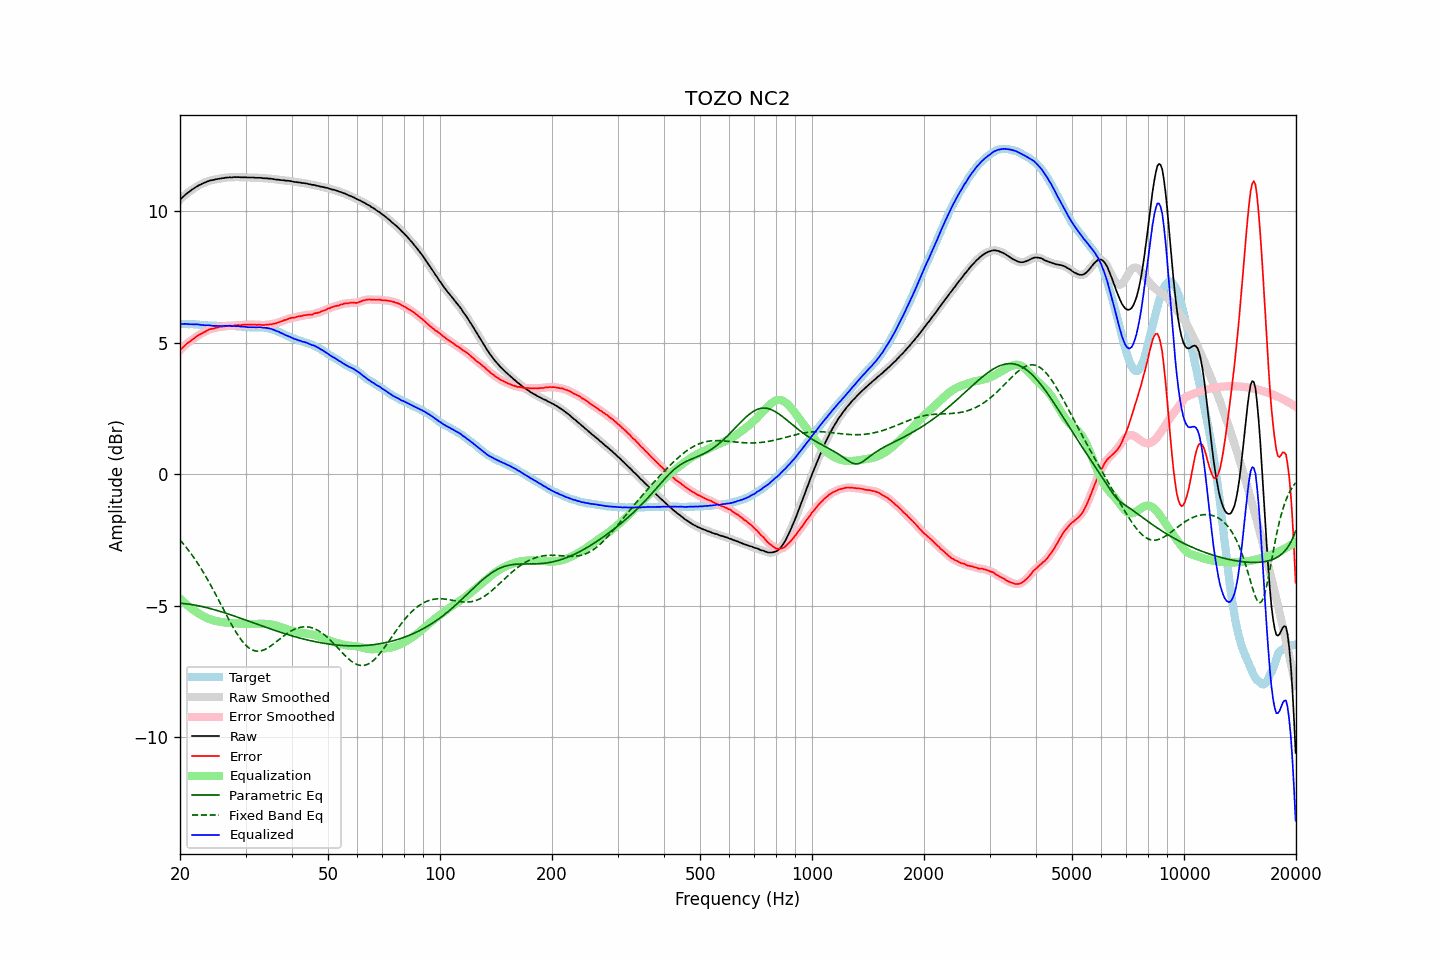 TOZO NC2
Amplitude (dBr)
10
5
0
−5
−10
Target
Raw Smoothed
Error Smoothed
Raw
Error
Equalization
Parametric Eq
Fixed Band Eq
Equalized
20 50 100 200 500 1000 2000 5000 10000 20000
Frequency (Hz)